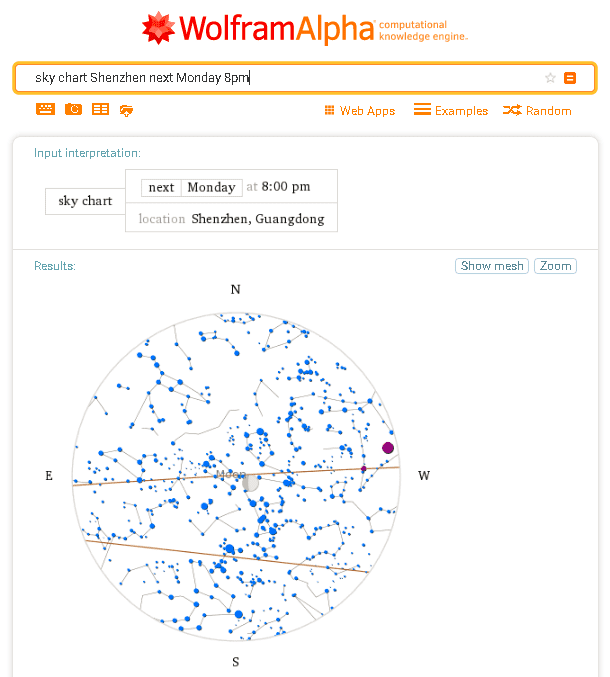 WolframAlpha™ computational
knowledge engine.
sky chart Shenzhen next Monday 8pm
Web Apps Examples Random
Input interpretation:
sky chart
next Monday at 8:00 pm
location Shenzhen, Guangdong
Results:
Show mesh Zoom
N
E Moon W
S